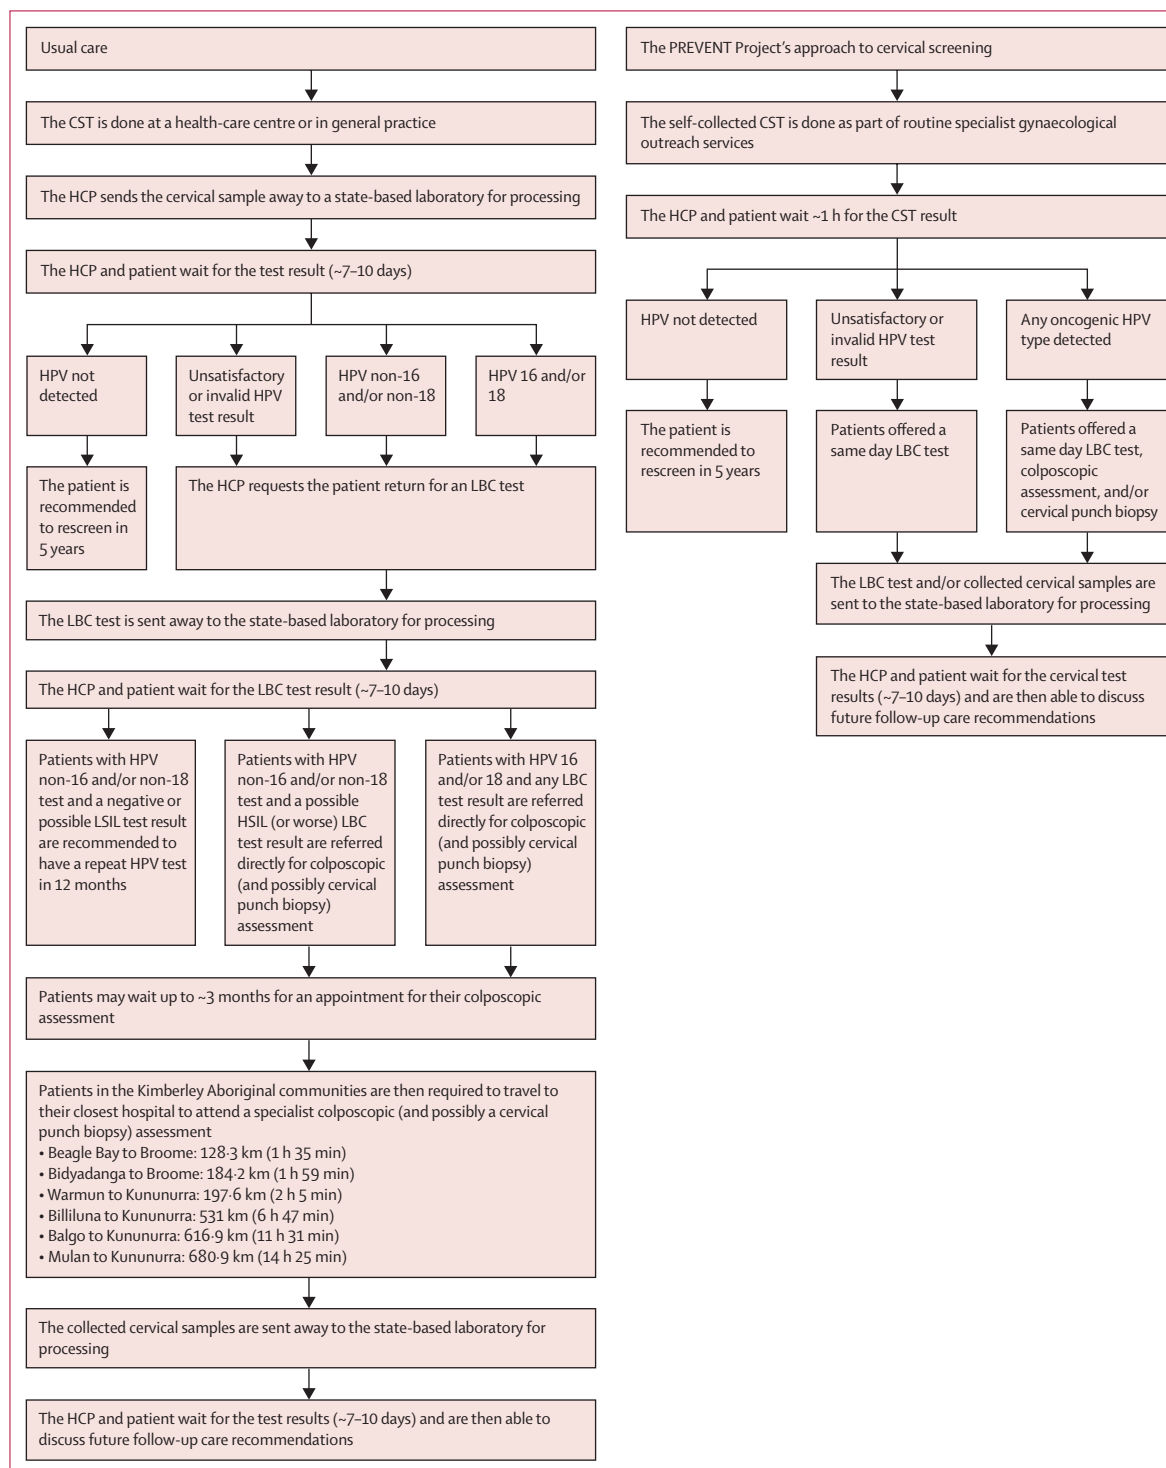 Usual care
The CST is done at a health-care centre or in general practice
The HCP sends the cervical sample away to a state-based laboratory for processing
The HCP and patient wait for the test result (~7–10 days)
HPV not
detected
Unsatisfactory
or invalid HPV
test result
HPV non-16
and/or non-18
HPV 16 and/or
18
The patient is
recommended
to rescreen in
5 years
The HCP requests the patient return for an LBC test
The LBC test is sent away to the state-based laboratory for processing
The HCP and patient wait for the LBC test result (~7–10 days)
Patients with HPV
non-16 and/or non-18
test and a negative or
possible LSIL test result
are recommended to
have a repeat HPV test
in 12 months
Patients with HPV
non-16 and/or non-18
test and a possible
HSIL (or worse) LBC
test result are referred
directly for colposcopic
(and possibly cervical
punch biopsy)
assessment
Patients with HPV 16
and/or 18 and any LBC
test result are referred
directly for colposcopic
(and possibly cervical
punch biopsy)
assessment
Patients may wait up to ~3 months for an appointment for their colposcopic
assessment
Patients in the Kimberley Aboriginal communities are then required to travel to
their closest hospital to attend a specialist colposcopic (and possibly a cervical
punch biopsy) assessment
• Beagle Bay to Broome: 128·3 km (1 h 35 min)
• Bidyadanga to Broome: 184·2 km (1 h 59 min)
• Warmun to Kununurra: 197·6 km (2 h 5 min)
• Billiluna to Kununurra: 531 km (6 h 47 min)
• Balgo to Kununurra: 616·9 km (11 h 31 min)
• Mulan to Kununurra: 680·9 km (14 h 25 min)
The collected cervical samples are sent away to the state-based laboratory for
processing
The HCP and patient wait for the test results (~7–10 days) and are then able to
discuss future follow-up care recommendations
The PREVENT Project's approach to cervical screening
The self-collected CST is done as part of routine specialist gynaecological
outreach services
The HCP and patient wait ~1 h for the CST result
HPV not detected
Unsatisfactory or
invalid HPV test
result
Any oncogenic HPV
type detected
The patient is
recommended to
rescreen in 5 years
Patients offered a
same day LBC test
Patients offered a
same day LBC test,
colposcopic
assessment, and/or
cervical punch biopsy
The LBC test and/or collected cervical samples are
sent to the state-based laboratory for processing
The HCP and patient wait for the cervical test
results (~7–10 days) and are then able to discuss
future follow-up care recommendations